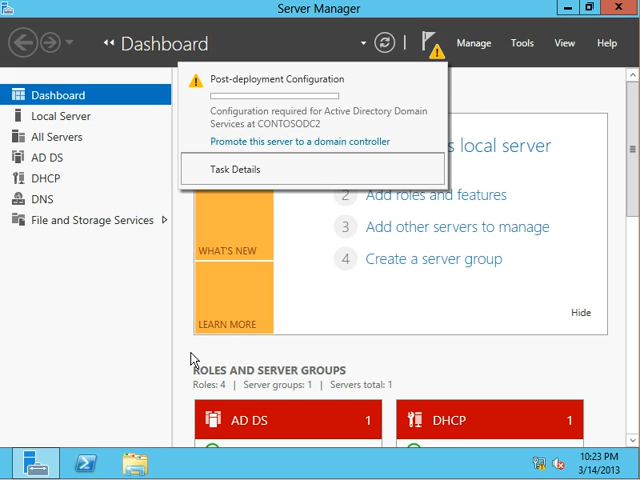 Server Manager
Dashboard
Manage
Tools
View
Help
Post-deployment Configuration
Configuration required for Active Directory Domain
Services at CONTOSODC2
Promote this server to a domain controller
Task Details
Dashboard
Local Server
All Servers
AD DS
DHCP
DNS
File and Storage Services
s local server
2 Add roles and features
3 Add other servers to manage
4 Create a server group
WHAT'S NEW
LEARN MORE
Hide
ROLES AND SERVER GROUPS
Roles: 4 | Server groups: 1 | Servers total: 1
AD DS 1
DHCP 1
10:23 PM
3/14/2013